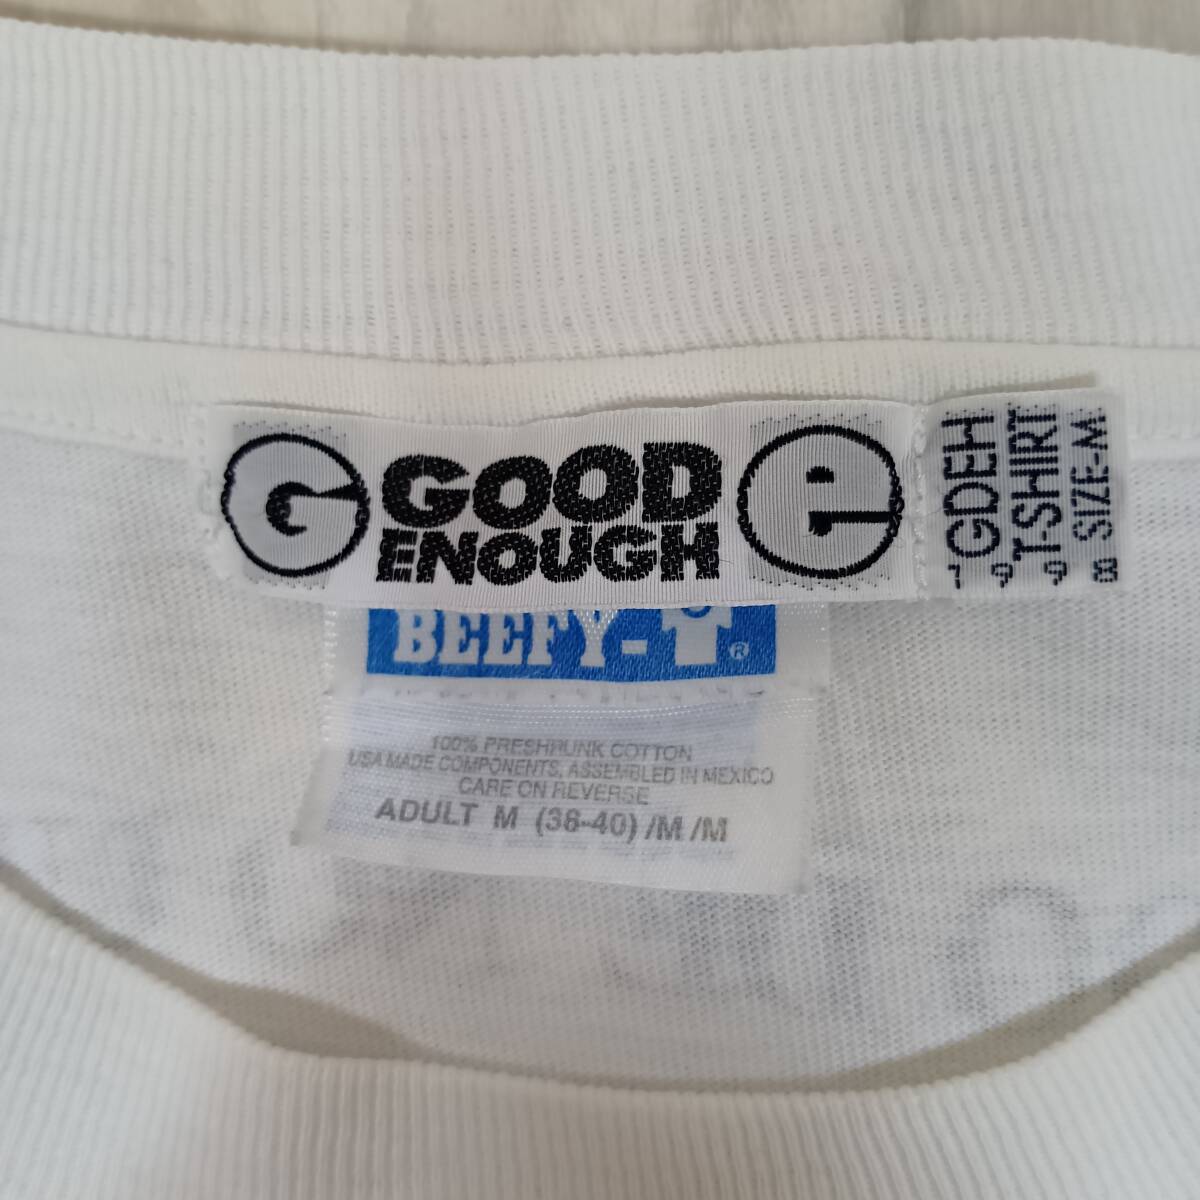 G GOOD ENOUGH e
GDEH
T-SHIRT
SIZE-M
BEEFY-T ®
100% PRESHRUNK COTTON
USA MADE COMPONENTS, ASSEMBLED IN MEXICO
CARE ON REVERSE
ADULT M (38-40) /M /M